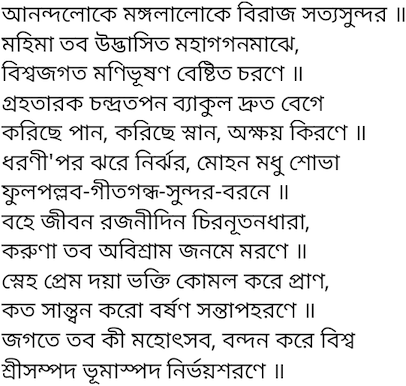 আনন্দলোকে মঙ্গলালোকে বিরাজ সত্যসুন্দর ॥
মহিমা তব উদ্ভাসিত মহাগগনমাঝে,
বিশ্বজগত মণিভূষণ বেষ্টিত চরণে ॥
গ্রহতারক চন্দ্রতপন ব্যাকুল দ্রুত বেগে
করিছে পান, করিছে স্নান, অক্ষয় কিরণে ॥
ধরণী'পর ঝরে নির্ঝর, মোহন মধু শোভা
ফুলপল্লব-গীতগন্ধ-সুন্দর-বরনে ॥
বহে জীবন রজনীদিন চিরনূতনধারা,
করুণা তব অবিশ্রাম জনমে মরণে ॥
স্নেহ প্রেম দয়া ভক্তি কোমল করে প্রাণ,
কত সান্ত্বন করো বর্ষণ সন্তাপহরণে ॥
জগতে তব কী মহোৎসব, বন্দন করে বিশ্ব
শ্রীসম্পদ ভূমাস্পদ নির্ভয়শরণে ॥